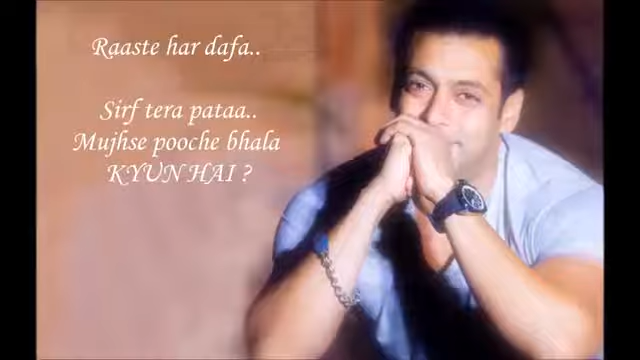 Raaste har dafa..
Sirf tera pataa..
Mujhse pooche bhala
KYUN HAI ?